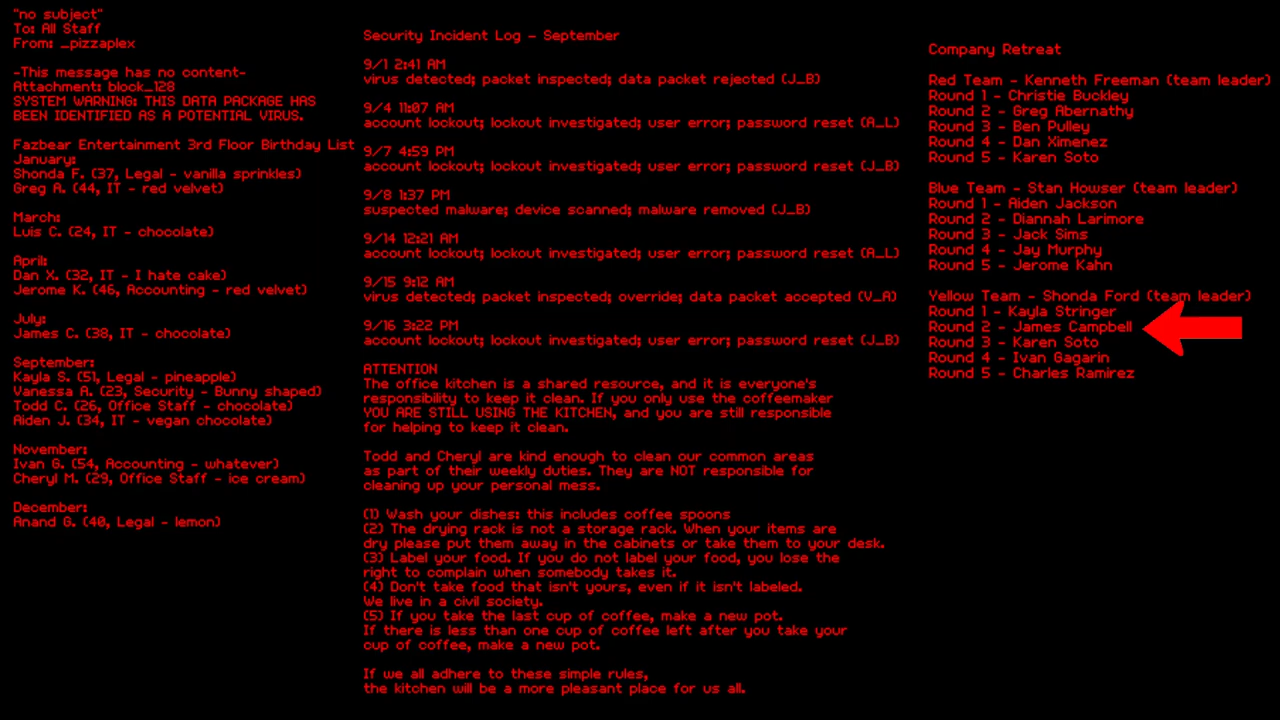 "no subject"
To: All Staff
From: _pizzaplex
-This message has no content-
Attachment: block_128
SYSTEM WARNING: THIS DATA PACKAGE HAS
BEEN IDENTIFIED AS A POTENTIAL VIRUS.
Fazbear Entertainment 3rd Floor Birthday List
January:
Shonda F. (37, Legal - vanilla sprinkles)
Greg A. (44, IT - red velvet)
March:
Luis C. (24, IT - chocolate)
April:
Dan X. (32, IT - I hate cake)
Jerome K. (46, Accounting - red velvet)
July:
James C. (38, IT - chocolate)
September:
Kayla S. (51, Legal - pineapple)
Vanessa A. (23, Security - Bunny shaped)
Todd C. (26, Office Staff - chocolate)
Aiden J. (34, IT - vegan chocolate)
November:
Ivan G. (54, Accounting - whatever)
Cheryl M. (29, Office Staff - ice cream)
December:
Anand G. (40, Legal - lemon)
Security Incident Log - September
9/1 2:41 AM
virus detected; packet inspected; data packet rejected (J_B)
9/4 11:07 AM
account lockout; lockout investigated; user error; password reset (A_L)
9/7 4:59 PM
account lockout; lockout investigated; user error; password reset (J_B)
9/8 1:37 PM
suspected malware; device scanned; malware removed (J_B)
9/14 12:21 AM
account lockout; lockout investigated; user error; password reset (A_L)
9/15 9:12 AM
virus detected; packet inspected; override; data packet accepted (V_A)
9/16 3:22 PM
account lockout; lockout investigated; user error; password reset (J_B)
ATTENTION
The office kitchen is a shared resource, and it is everyone's
responsibility to keep it clean. If you only use the coffeemaker
YOU ARE STILL USING THE KITCHEN, and you are still responsible
for helping to keep it clean.
Todd and Cheryl are kind enough to clean our common areas
as part of their weekly duties. They are NOT responsible for
cleaning up your personal mess.
(1) Wash your dishes: this includes coffee spoons
(2) The drying rack is not a storage rack. When your items are
dry please put them away in the cabinets or take them to your desk.
(3) Label your food. If you do not label your food, you lose the
right to complain when somebody takes it.
(4) Don't take food that isn't yours, even if it isn't labeled.
We live in a civil society.
(5) If you take the last cup of coffee, make a new pot.
If there is less than one cup of coffee left after you take your
cup of coffee, make a new pot.
If we all adhere to these simple rules,
the kitchen will be a more pleasant place for us all.
Company Retreat
Red Team - Kenneth Freeman (team leader)
Round 1 - Christie Buckley
Round 2 - Greg Abernathy
Round 3 - Ben Pulley
Round 4 - Dan Ximenez
Round 5 - Karen Soto
Blue Team - Stan Howser (team leader)
Round 1 - Aiden Jackson
Round 2 - Diannah Larimore
Round 3 - Jack Sims
Round 4 - Jay Murphy
Round 5 - Jerome Kahn
Yellow Team - Shonda Ford (team leader)
Round 1 - Kayla Stringer
Round 2 - James Campbell
Round 3 - Karen Soto
Round 4 - Ivan Gagarin
Round 5 - Charles Ramirez